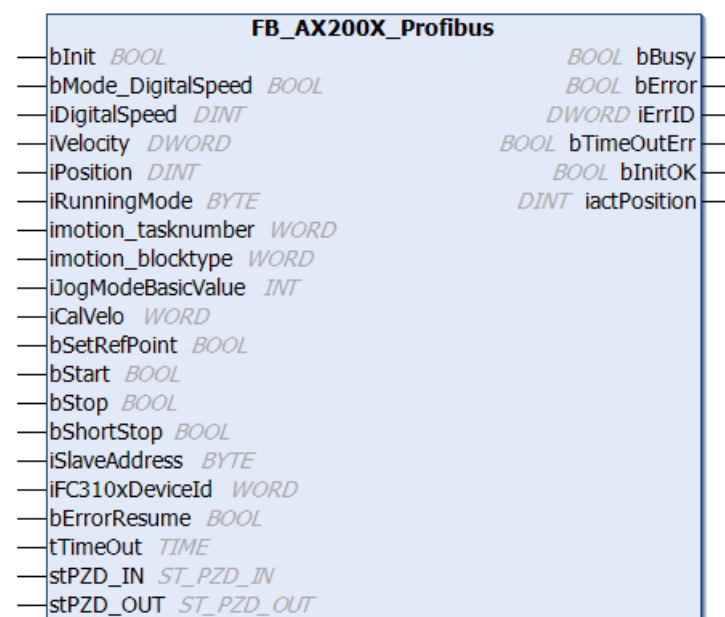 FB_AX200X_Profibus
bInit BOOL BOOL bBusy
bMode_DigitalSpeed BOOL BOOL bError
iDigitalSpeed DINT DWORD iErrID
iVelocity DWORD BOOL bTimeOutErr
iPosition DINT BOOL bInitOK
iRunningMode BYTE DINT iactPosition
imotion_tasknumber WORD
imotion_blocktype WORD
iJogModeBasicValue INT
iCalVelo WORD
bSetRefPoint BOOL
bStart BOOL
bStop BOOL
bShortStop BOOL
iSlaveAddress BYTE
iFC310xDeviceId WORD
bErrorResume BOOL
tTimeOut TIME
stPZD_IN ST_PZD_IN
stPZD_OUT ST_PZD_OUT